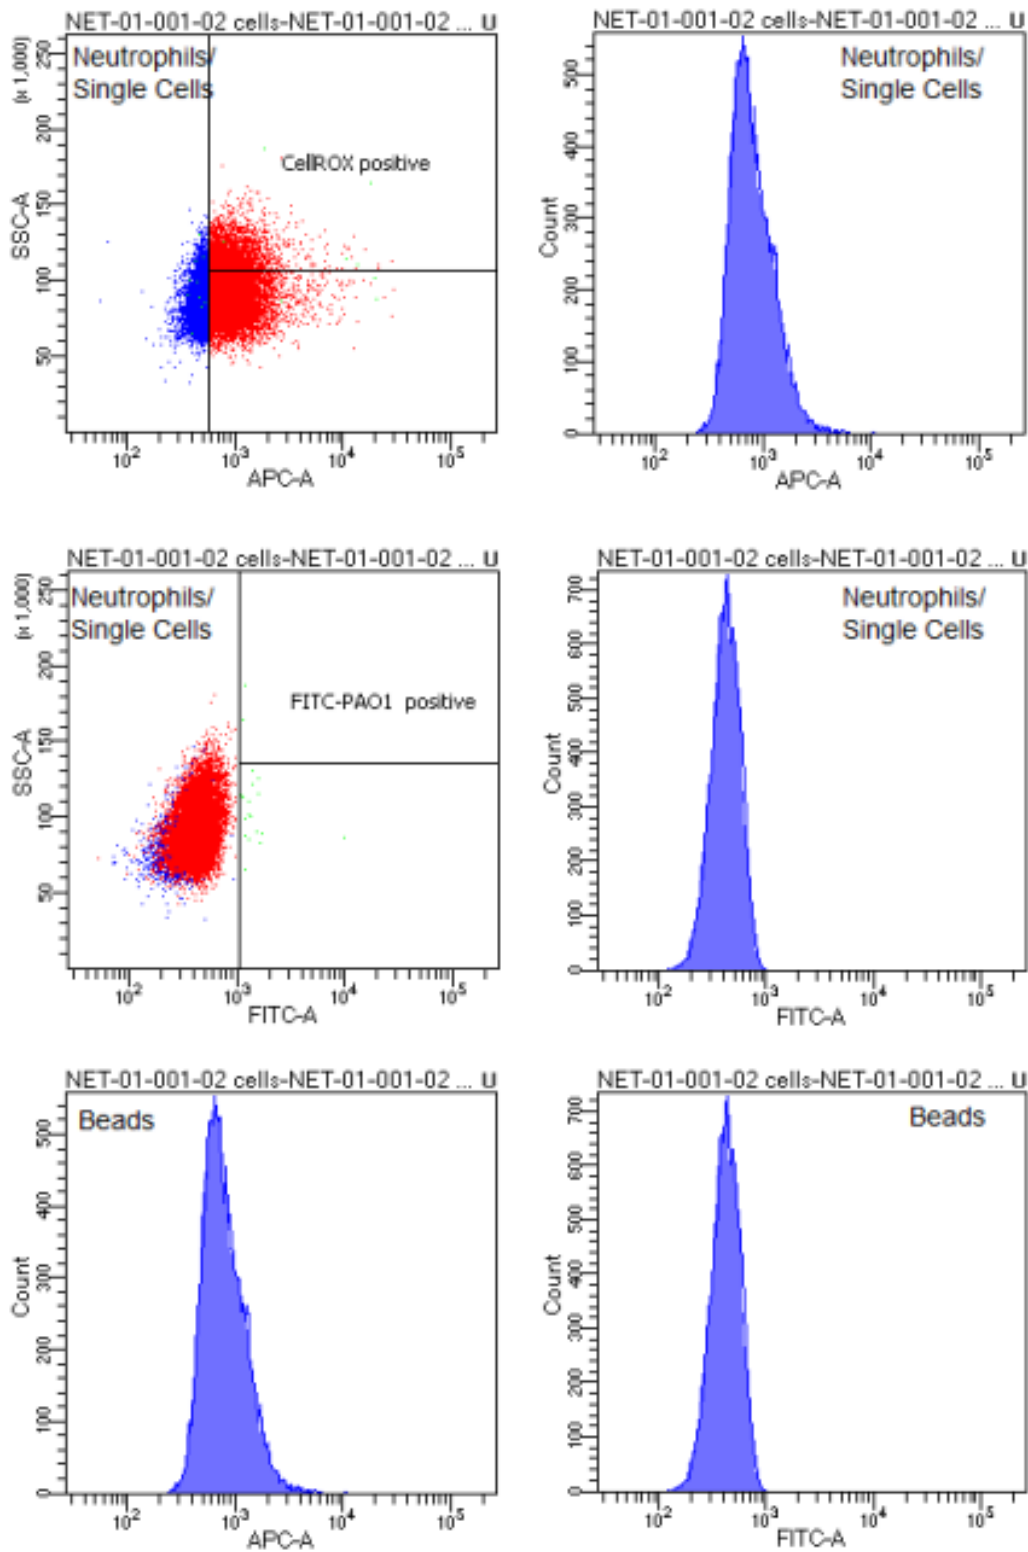 NET-01-001-02 cells-NET-01-001-02 ... U
Neutrophils/
Single Cells
CellROX positive
(x 1,000)
SSC-A
50 100 150 200 250
10² 10³ 10⁴ 10⁵
APC-A
NET-01-001-02 cells-NET-01-001-02 ... U
Neutrophils/
Single Cells
Count
0 100 200 300 400 500
10² 10³ 10⁴ 10⁵
APC-A
NET-01-001-02 cells-NET-01-001-02 ... U
Neutrophils/
Single Cells
FITC-PAO1 positive
(x 1,000)
SSC-A
50 100 150 200 250
10² 10³ 10⁴ 10⁵
FITC-A
NET-01-001-02 cells-NET-01-001-02 ... U
Neutrophils/
Single Cells
Count
0 100 200 300 400 500 600 700
10² 10³ 10⁴ 10⁵
FITC-A
NET-01-001-02 cells-NET-01-001-02 ... U
Beads
Count
0 100 200 300 400 500
10² 10³ 10⁴ 10⁵
APC-A
NET-01-001-02 cells-NET-01-001-02 ... U
Beads
Count
0 100 200 300 400 500 600 700
10² 10³ 10⁴ 10⁵
FITC-A